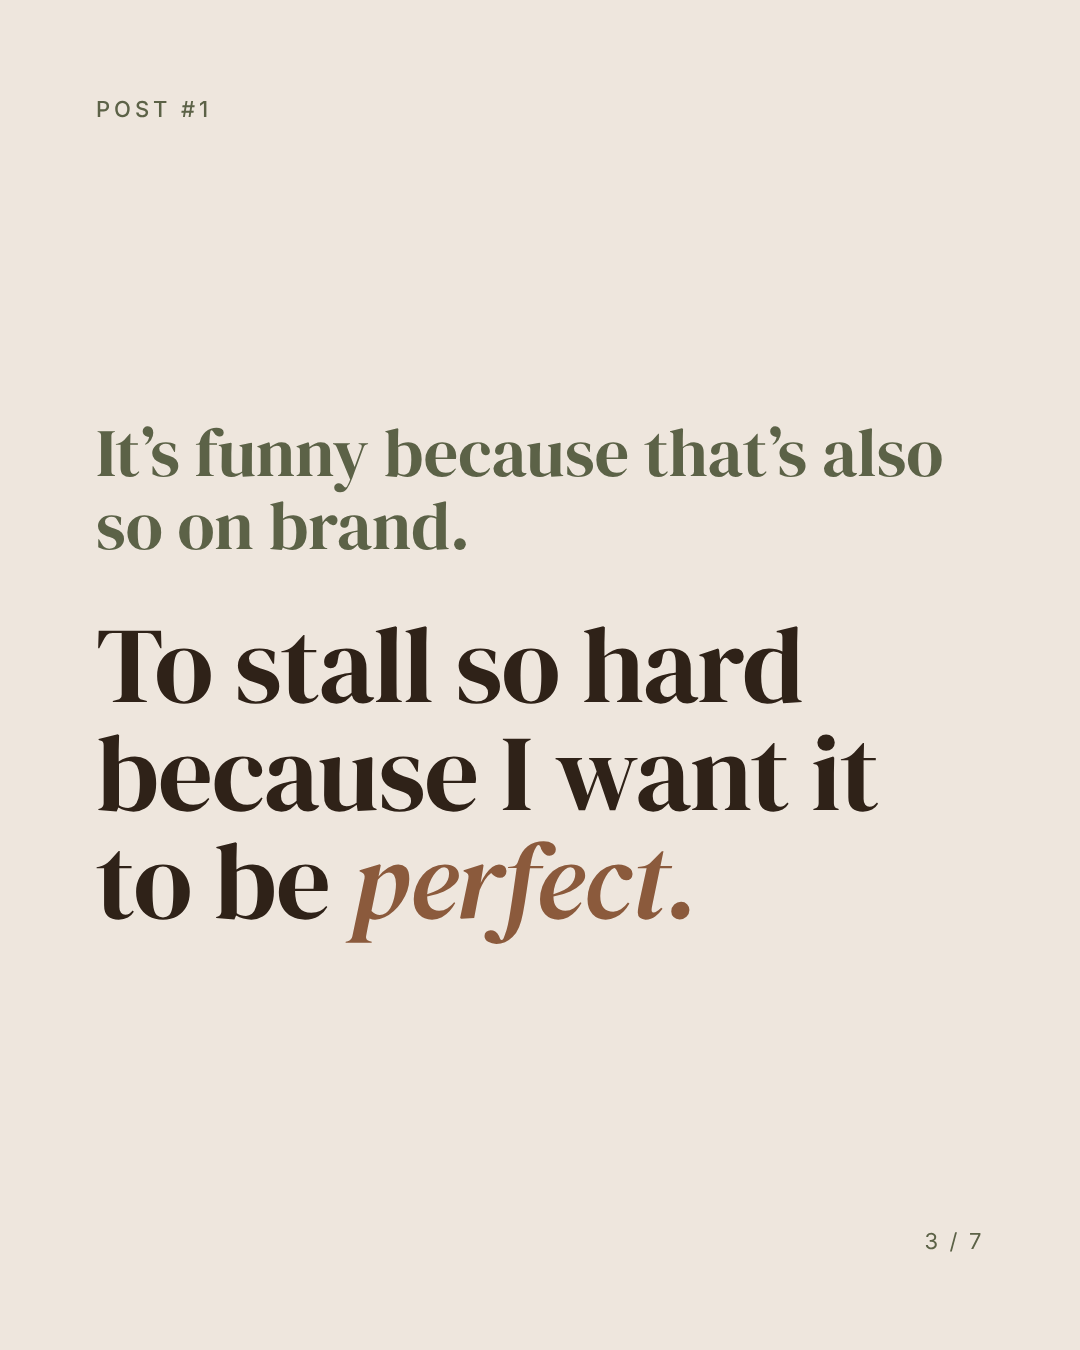 POST #1
It’s funny because that’s also
so on brand.
To stall so hard
because I want it
to be perfect.
3 / 7